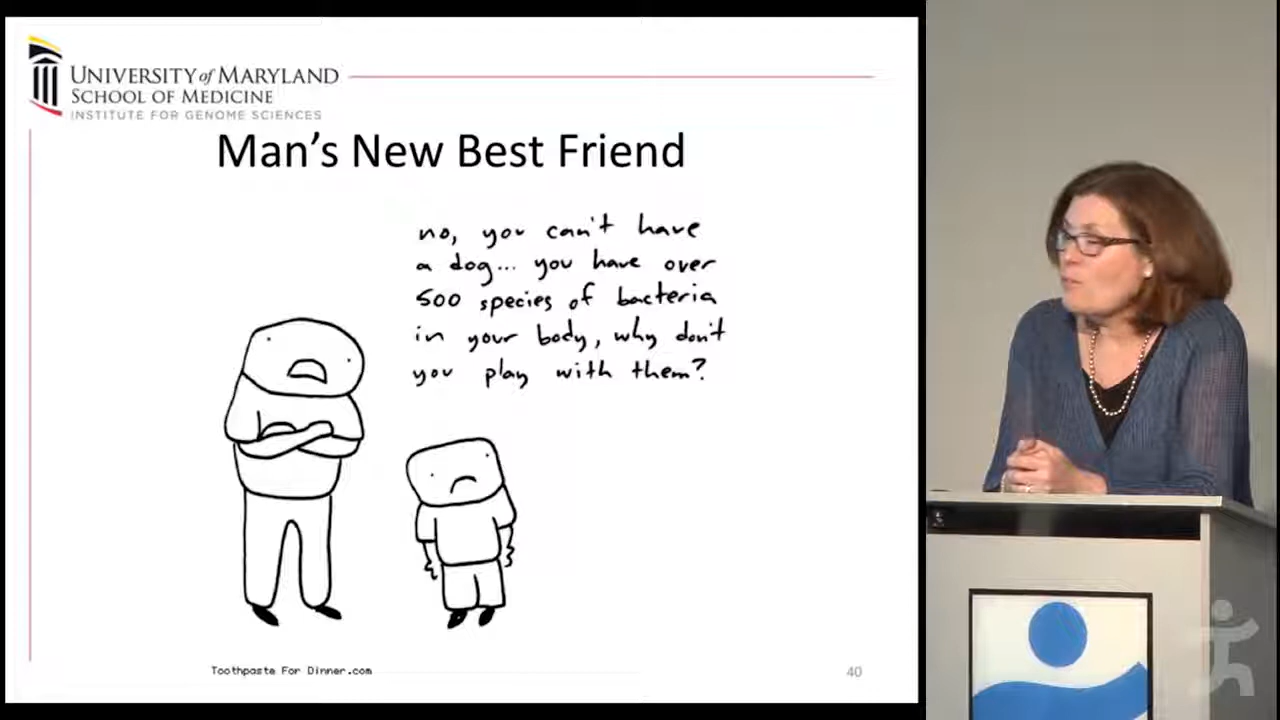 UNIVERSITY of MARYLAND
SCHOOL OF MEDICINE
INSTITUTE FOR GENOME SCIENCES
Man's New Best Friend
no, you can't have
a dog... you have over
500 species of bacteria
in your body, why don't
you play with them?
Toothpaste For Dinner.com
40